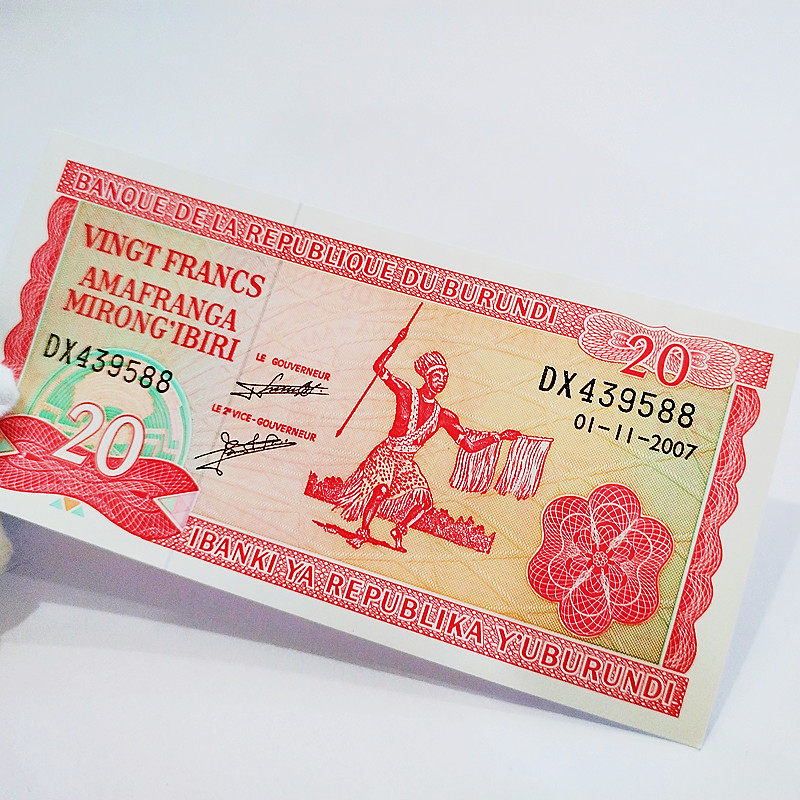 BANQUE DE LA REPUBLIQUE DU BURUNDI
VINGT FRANCS
AMAFRANGA
MIRONG'IBIRI
20
DX439588
LE GOUVERNEUR
DX439588
01-11-2007
LE 2e VICE-GOUVERNEUR
20
IBANKI YA REPUBLIKA Y'UBURUNDI